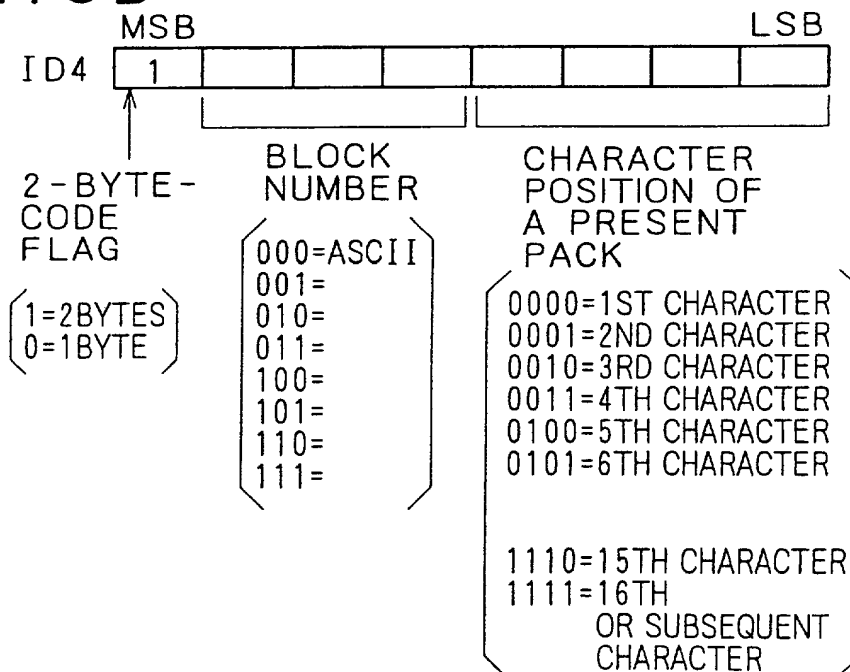 MSB LSB
ID4 1
2-BYTE-
CODE
FLAG
1=2BYTES
0=1BYTE
BLOCK
NUMBER
000=ASCII
001=
010=
011=
100=
101=
110=
111=
CHARACTER
POSITION OF
A PRESENT
PACK
0000=1ST CHARACTER
0001=2ND CHARACTER
0010=3RD CHARACTER
0011=4TH CHARACTER
0100=5TH CHARACTER
0101=6TH CHARACTER
1110=15TH CHARACTER
1111=16TH
OR SUBSEQUENT
CHARACTER